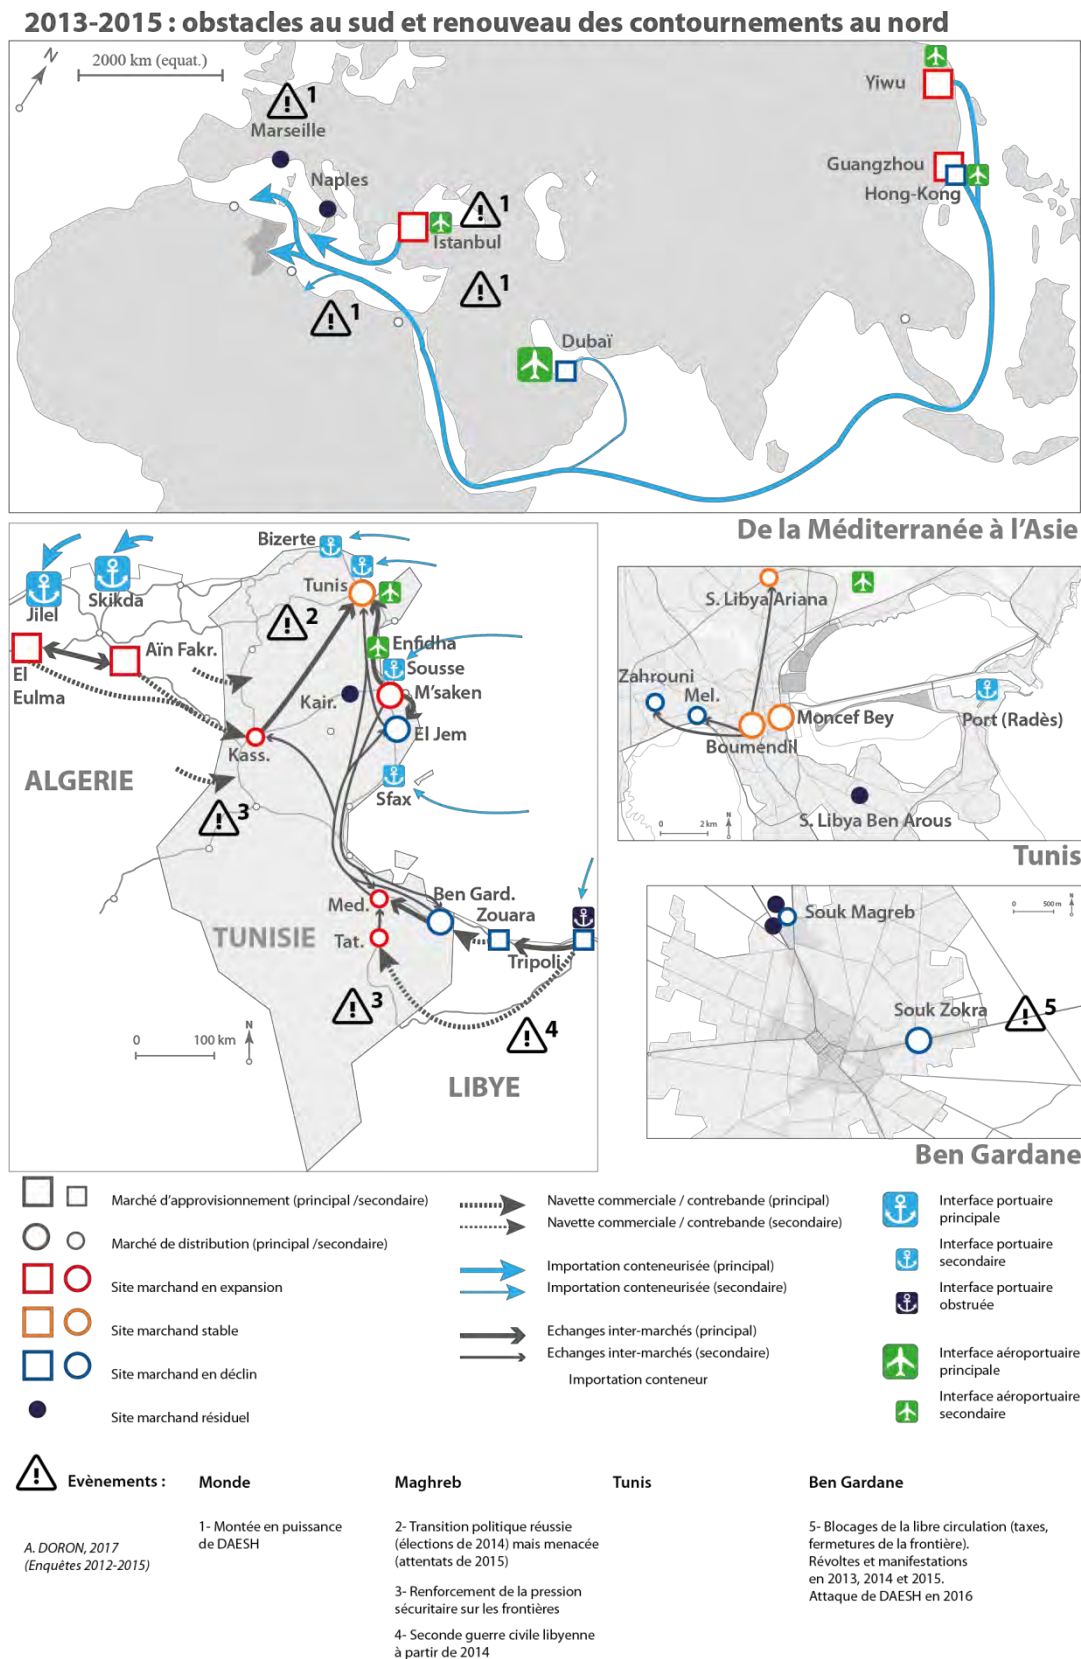 2013-2015 : obstacles au sud et renouveau des contournements au nord
N
2000 km (equat.)
1
Marseille
Naples
1
Istanbul
1
1
Dubaï
Yiwu
Guangzhou
Hong-Kong
De la Méditerranée à l'Asie
Bizerte
Tunis
Jilel
Skikda
2
Enfidha
Sousse
Aïn Fakr.
El
Eulma
M'saken
Kair.
El Jem
Kass.
ALGERIE
Sfax
3
Ben Gard.
Med.
Zouara
TUNISIE
Tat.
Tripoli
3
4
N
0 100 km
LIBYE
S. Libya Ariana
Zahrouni
Mel.
Moncef Bey
Port (Radès)
Boumendil
S. Libya Ben Arous
N
0 2 km
Tunis
Souk Magreb
0 500 m
N
Souk Zokra
5
Ben Gardane
Marché d'approvisionnement (principal /secondaire)
Marché de distribution (principal /secondaire)
Site marchand en expansion
Site marchand stable
Site marchand en déclin
Site marchand résiduel
Navette commerciale / contrebande (principal)
Navette commerciale / contrebande (secondaire)
Importation conteneurisée (principal)
Importation conteneurisée (secondaire)
Echanges inter-marchés (principal)
Echanges inter-marchés (secondaire)
Importation conteneur
Interface portuaire
principale
Interface portuaire
secondaire
Interface portuaire
obstruée
Interface aéroportuaire
principale
Interface aéroportuaire
secondaire
Evènements :
A. DORON, 2017
(Enquêtes 2012-2015)
Monde
1- Montée en puissance
de DAESH
Maghreb
2- Transition politique réussie
(élections de 2014) mais menacée
(attentats de 2015)
3- Renforcement de la pression
sécuritaire sur les frontières
4- Seconde guerre civile libyenne
à partir de 2014
Tunis
Ben Gardane
5- Blocages de la libre circulation (taxes,
fermetures de la frontière).
Révoltes et manifestations
en 2013, 2014 et 2015.
Attaque de DAESH en 2016